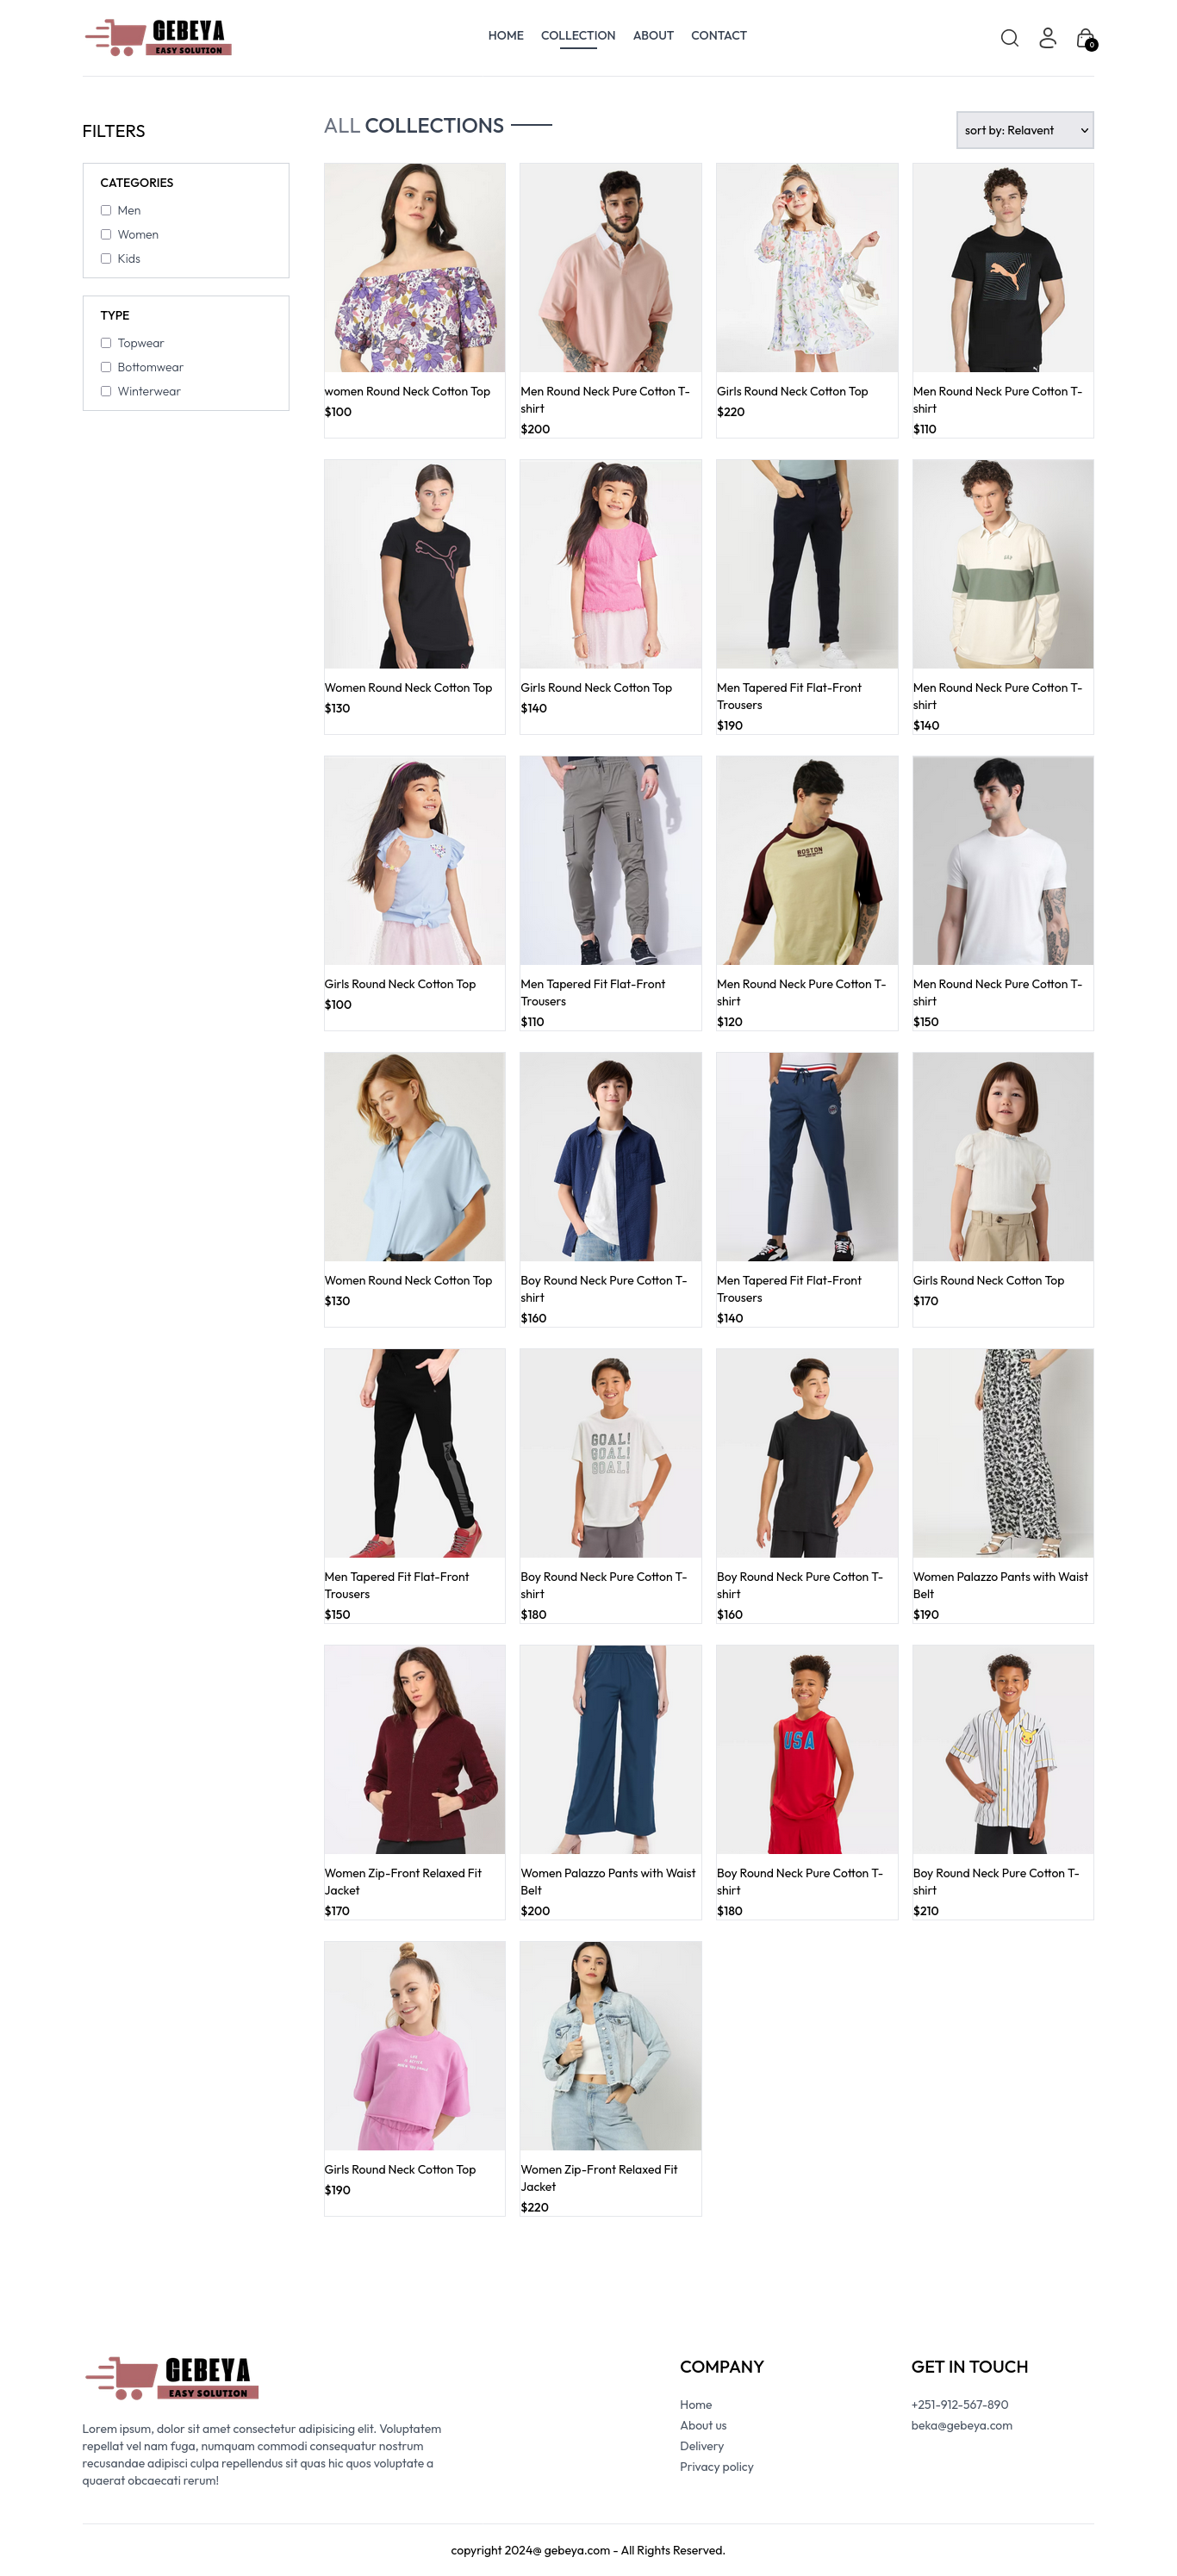 GEBEYA
EASY SOLUTION
HOME COLLECTION ABOUT CONTACT
0
FILTERS
CATEGORIES
Men
Women
Kids
TYPE
Topwear
Bottomwear
Winterwear
ALL COLLECTIONS
sort by: Relavent
women Round Neck Cotton Top
$100
Men Round Neck Pure Cotton T-
shirt
$200
Girls Round Neck Cotton Top
$220
Men Round Neck Pure Cotton T-
shirt
$110
Women Round Neck Cotton Top
$130
Girls Round Neck Cotton Top
$140
Men Tapered Fit Flat-Front
Trousers
$190
Men Round Neck Pure Cotton T-
shirt
$140
Girls Round Neck Cotton Top
$100
Men Tapered Fit Flat-Front
Trousers
$110
BOSTON
Men Round Neck Pure Cotton T-
shirt
$120
Men Round Neck Pure Cotton T-
shirt
$150
Women Round Neck Cotton Top
$130
Boy Round Neck Pure Cotton T-
shirt
$160
Men Tapered Fit Flat-Front
Trousers
$140
Girls Round Neck Cotton Top
$170
Men Tapered Fit Flat-Front
Trousers
$150
GOAL!
GOAL!
GOAL!
Boy Round Neck Pure Cotton T-
shirt
$180
Boy Round Neck Pure Cotton T-
shirt
$160
Women Palazzo Pants with Waist
Belt
$190
Women Zip-Front Relaxed Fit
Jacket
$170
Women Palazzo Pants with Waist
Belt
$200
USA
Boy Round Neck Pure Cotton T-
shirt
$180
Boy Round Neck Pure Cotton T-
shirt
$210
Girls Round Neck Cotton Top
$190
Women Zip-Front Relaxed Fit
Jacket
$220
GEBEYA
EASY SOLUTION
Lorem ipsum, dolor sit amet consectetur adipisicing elit. Voluptatem
repellat vel nam fuga, numquam commodi consequatur nostrum
recusandae adipisci culpa repellendus sit quas hic quos voluptate a
quaerat obcaecati rerum!
COMPANY
Home
About us
Delivery
Privacy policy
GET IN TOUCH
+251-912-567-890
beka@gebeya.com
copyright 2024@ gebeya.com - All Rights Reserved.